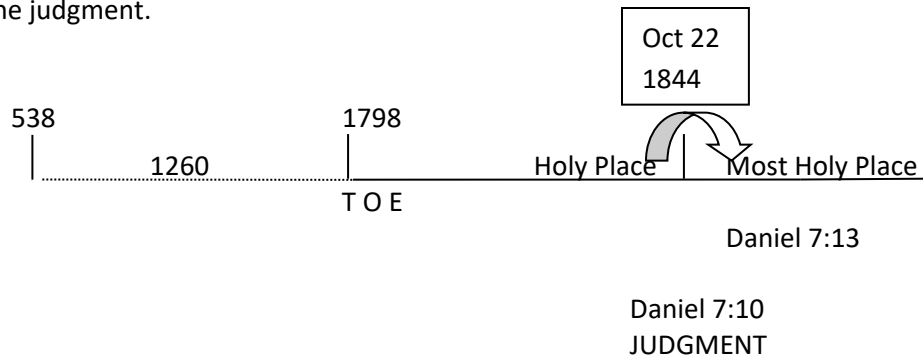 he judgment.
Oct 22
1844
538
1798
1260
Holy Place
Most Holy Place
T O E
Daniel 7:13
Daniel 7:10
JUDGMENT